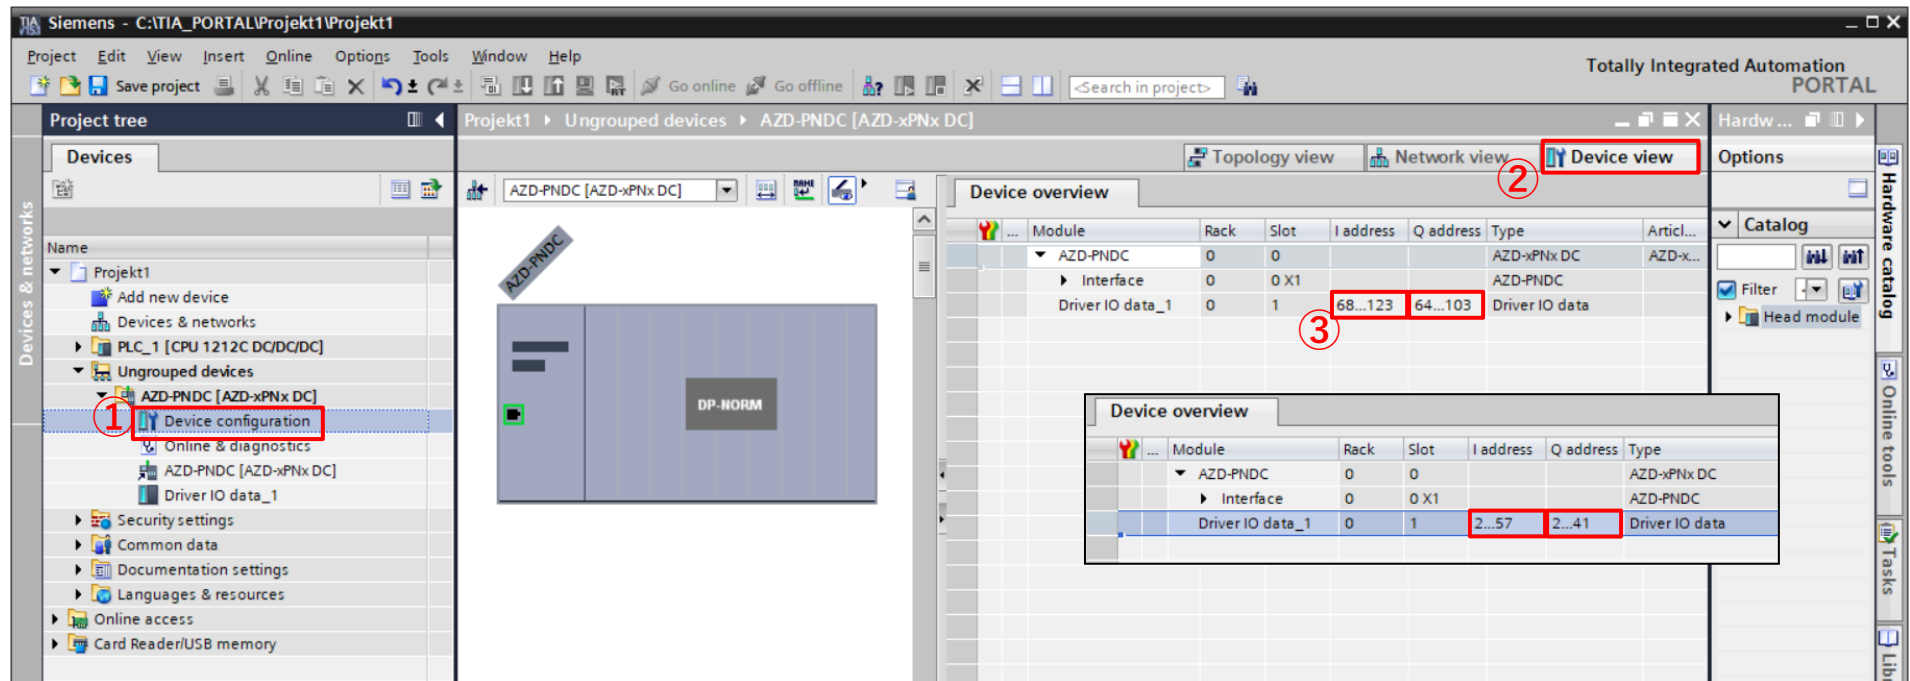 Siemens - C:\TIA_PORTAL\Projekt1\Projekt1
Project Edit View Insert Online Options Tools Window Help
Totally Integrated Automation
PORTAL
Save project
RT
Go online
Go offline
<Search in project>
Project tree
Projekt1 Ungrouped devices AZD-PNDC [AZD-xPNx DC]
Hardw ...
Devices
Topology view
Network view
Device view
②
Options
AZD-PNDC [AZD-xPNx DC]
Device overview
... Module Rack Slot I address Q address Type Articl...
AZD-PNDC 0 0 AZD-xPNx DC AZD-x...
Interface 0 0 X1 AZD-PNDC
Driver IO data_1 0 1 68...123 64...103 Driver IO data
③
Catalog
Filter
Head module
Name
Projekt1
Add new device
Devices & networks
PLC_1 [CPU 1212C DC/DC/DC]
Ungrouped devices
AZD-PNDC [AZD-xPNx DC]
①
Device configuration
Online & diagnostics
AZD-PNDC [AZD-xPNx DC]
Driver IO data_1
Security settings
Common data
Documentation settings
Languages & resources
Online access
Card Reader/USB memory
AZD-PNDC
DP-NORM
Device overview
... Module Rack Slot I address Q address Type
AZD-PNDC 0 0 AZD-xPNx DC
Interface 0 0 X1 AZD-PNDC
Driver IO data_1 0 1 2...57 2...41 Driver IO data
Devices & networks
Hardware catalog
Online tools
Tasks
Lib